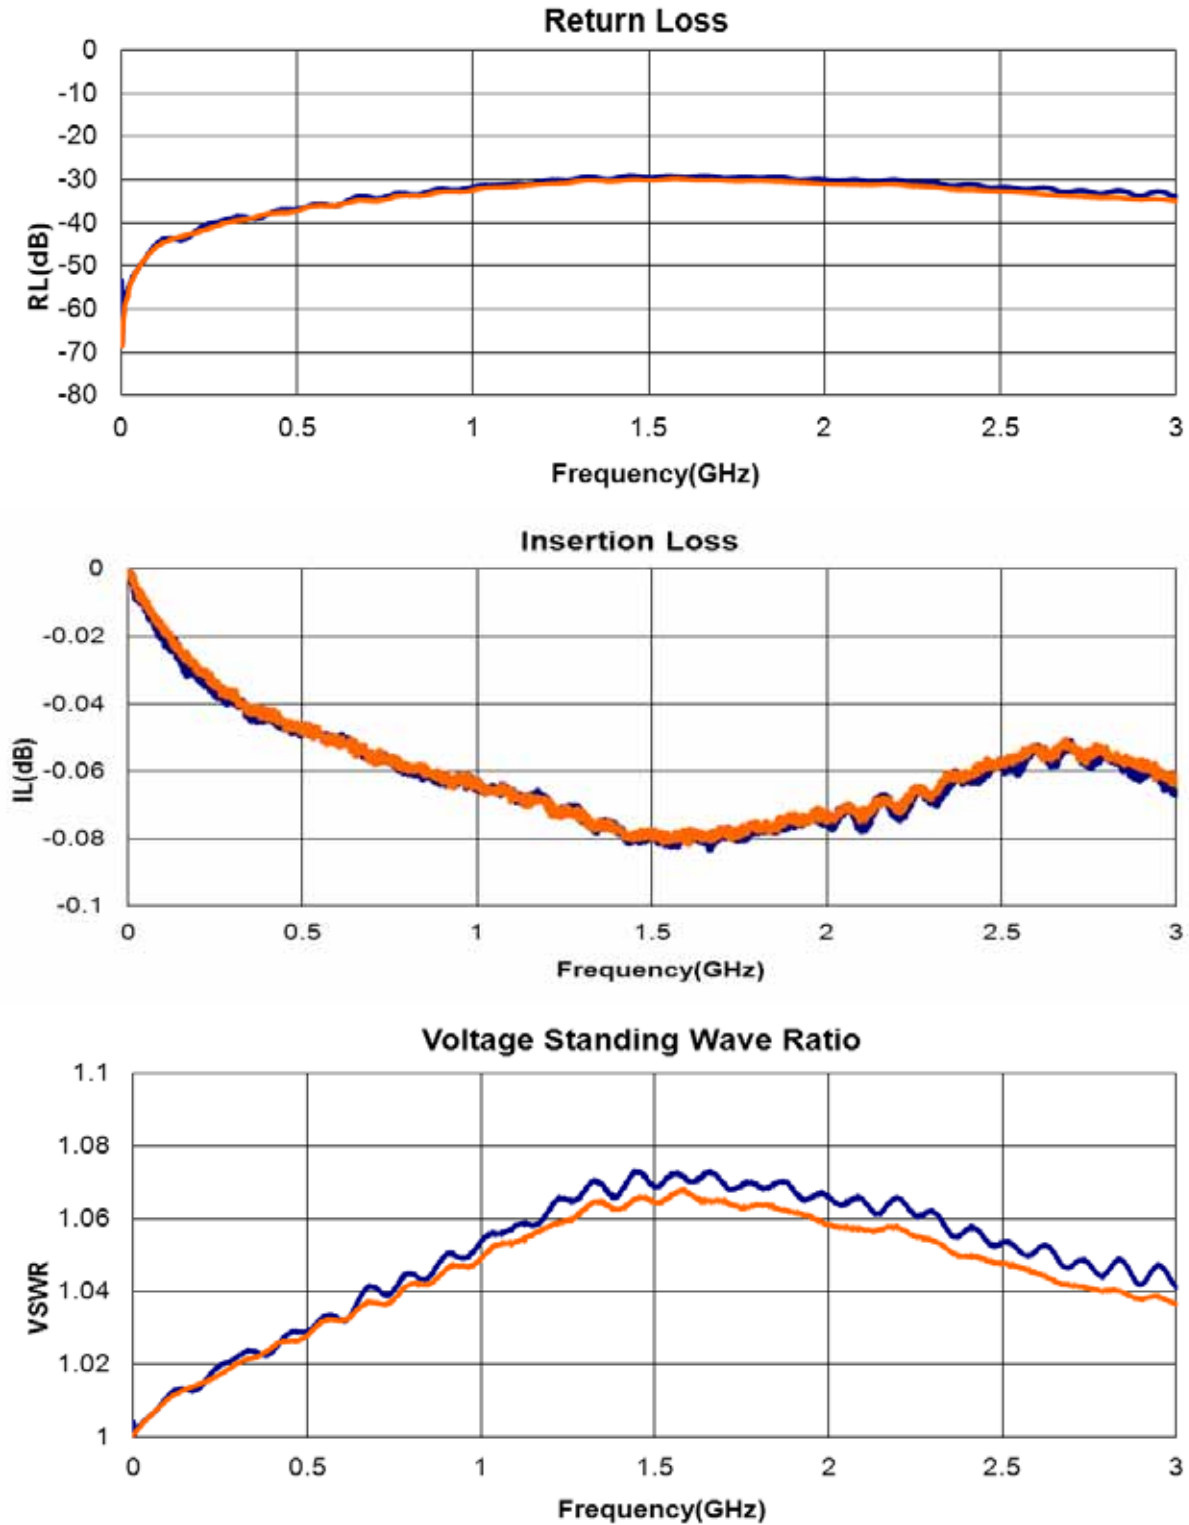 Return Loss
0
-10
-20
-30
-40
-50
-60
-70
-80
RL(dB)
0 0.5 1 1.5 2 2.5 3
Frequency(GHz)
Insertion Loss
0
-0.02
-0.04
-0.06
-0.08
-0.1
IL(dB)
0 0.5 1 1.5 2 2.5 3
Frequency(GHz)
Voltage Standing Wave Ratio
1.1
1.08
1.06
1.04
1.02
1
VSWR
0 0.5 1 1.5 2 2.5 3
Frequency(GHz)